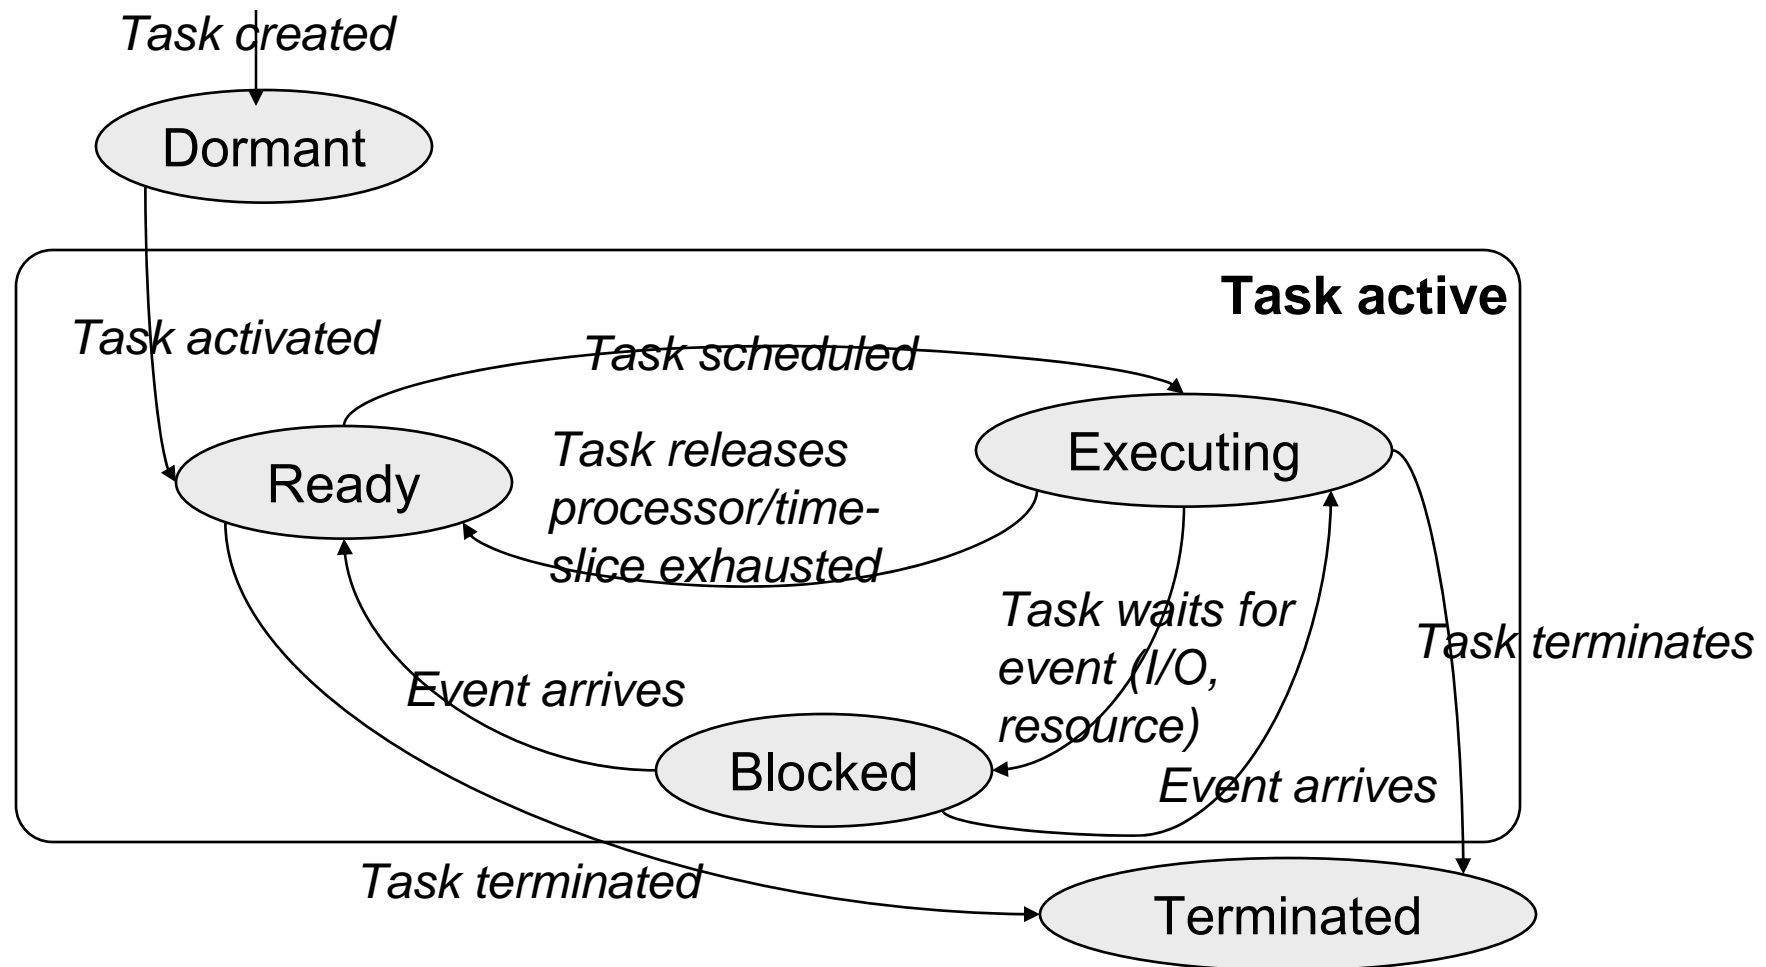 Task created
Dormant
Task active
Task activated
Task scheduled
Executing
Task releases
processor/time-
slice exhausted
Ready
Task waits for
event (I/O,
resource)
Task terminates
Event arrives
Blocked
Event arrives
Task terminated
Terminated